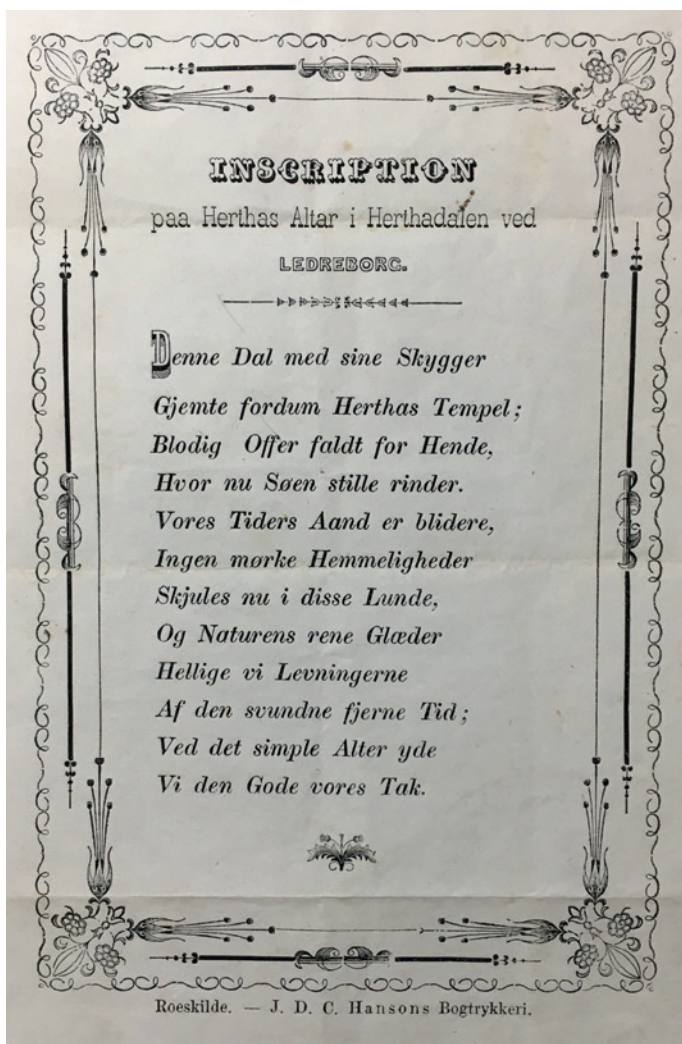 INSCRIPTION
paa Herthas Altar i Herthadalen ved
LEDREBORG.
Denne Dal med sine Skygger
Gjemte fordum Herthas Tempel;
Blodig Offer faldt for Hende,
Hvor nu Søen stille rinder.
Vores Tiders Aand er blidere,
Ingen mørke Hemmeligheder
Skjules nu i disse Lunde,
Og Naturens rene Glæder
Hellige vi Levningerne
Af den svundne fjerne Tid;
Ved det simple Alter yde
Vi den Gode vores Tak.
Roeskilde. — J. D. C. Hansons Bogtrykkeri.